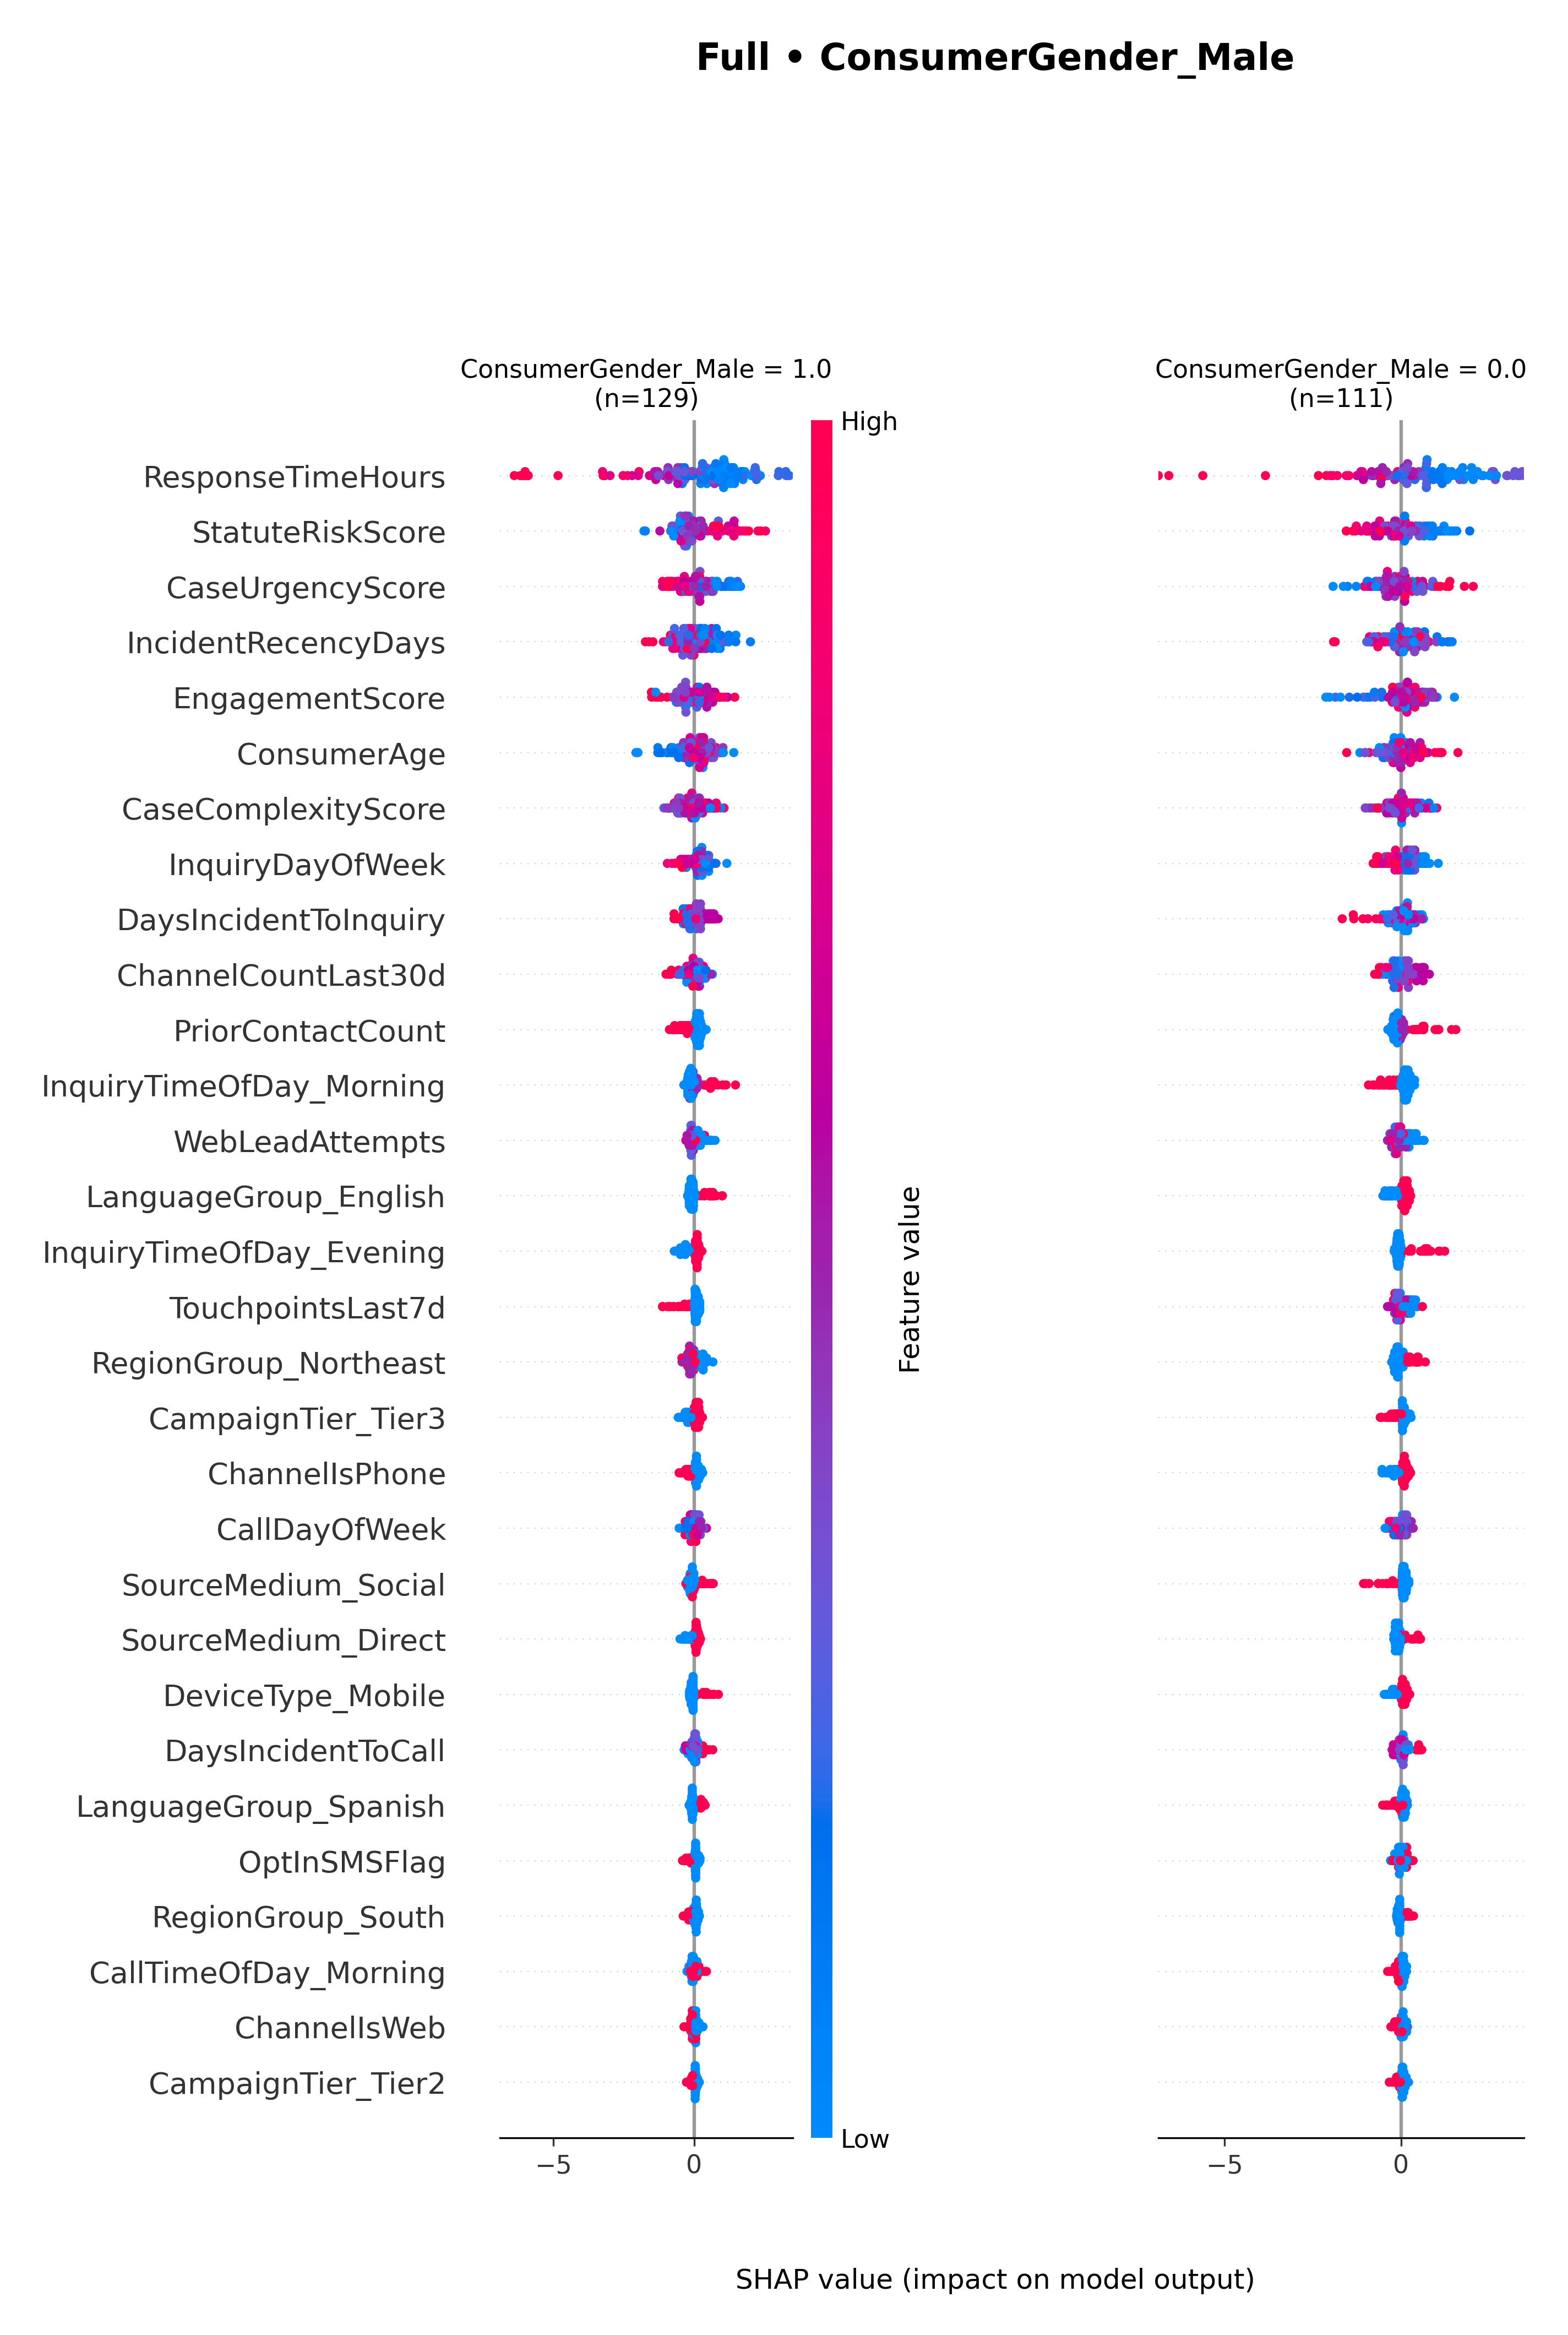 Full • ConsumerGender_Male
ConsumerGender_Male = 1.0
(n=129)
ConsumerGender_Male = 0.0
(n=111)
High
ResponseTimeHours
StatuteRiskScore
CaseUrgencyScore
IncidentRecencyDays
EngagementScore
ConsumerAge
CaseComplexityScore
InquiryDayOfWeek
DaysIncidentToInquiry
ChannelCountLast30d
PriorContactCount
InquiryTimeOfDay_Morning
WebLeadAttempts
LanguageGroup_English
InquiryTimeOfDay_Evening
TouchpointsLast7d
RegionGroup_Northeast
CampaignTier_Tier3
ChannelIsPhone
CallDayOfWeek
SourceMedium_Social
SourceMedium_Direct
DeviceType_Mobile
DaysIncidentToCall
LanguageGroup_Spanish
OptInSMSFlag
RegionGroup_South
CallTimeOfDay_Morning
ChannelIsWeb
CampaignTier_Tier2
Feature value
Low
−5 0
−5 0
SHAP value (impact on model output)